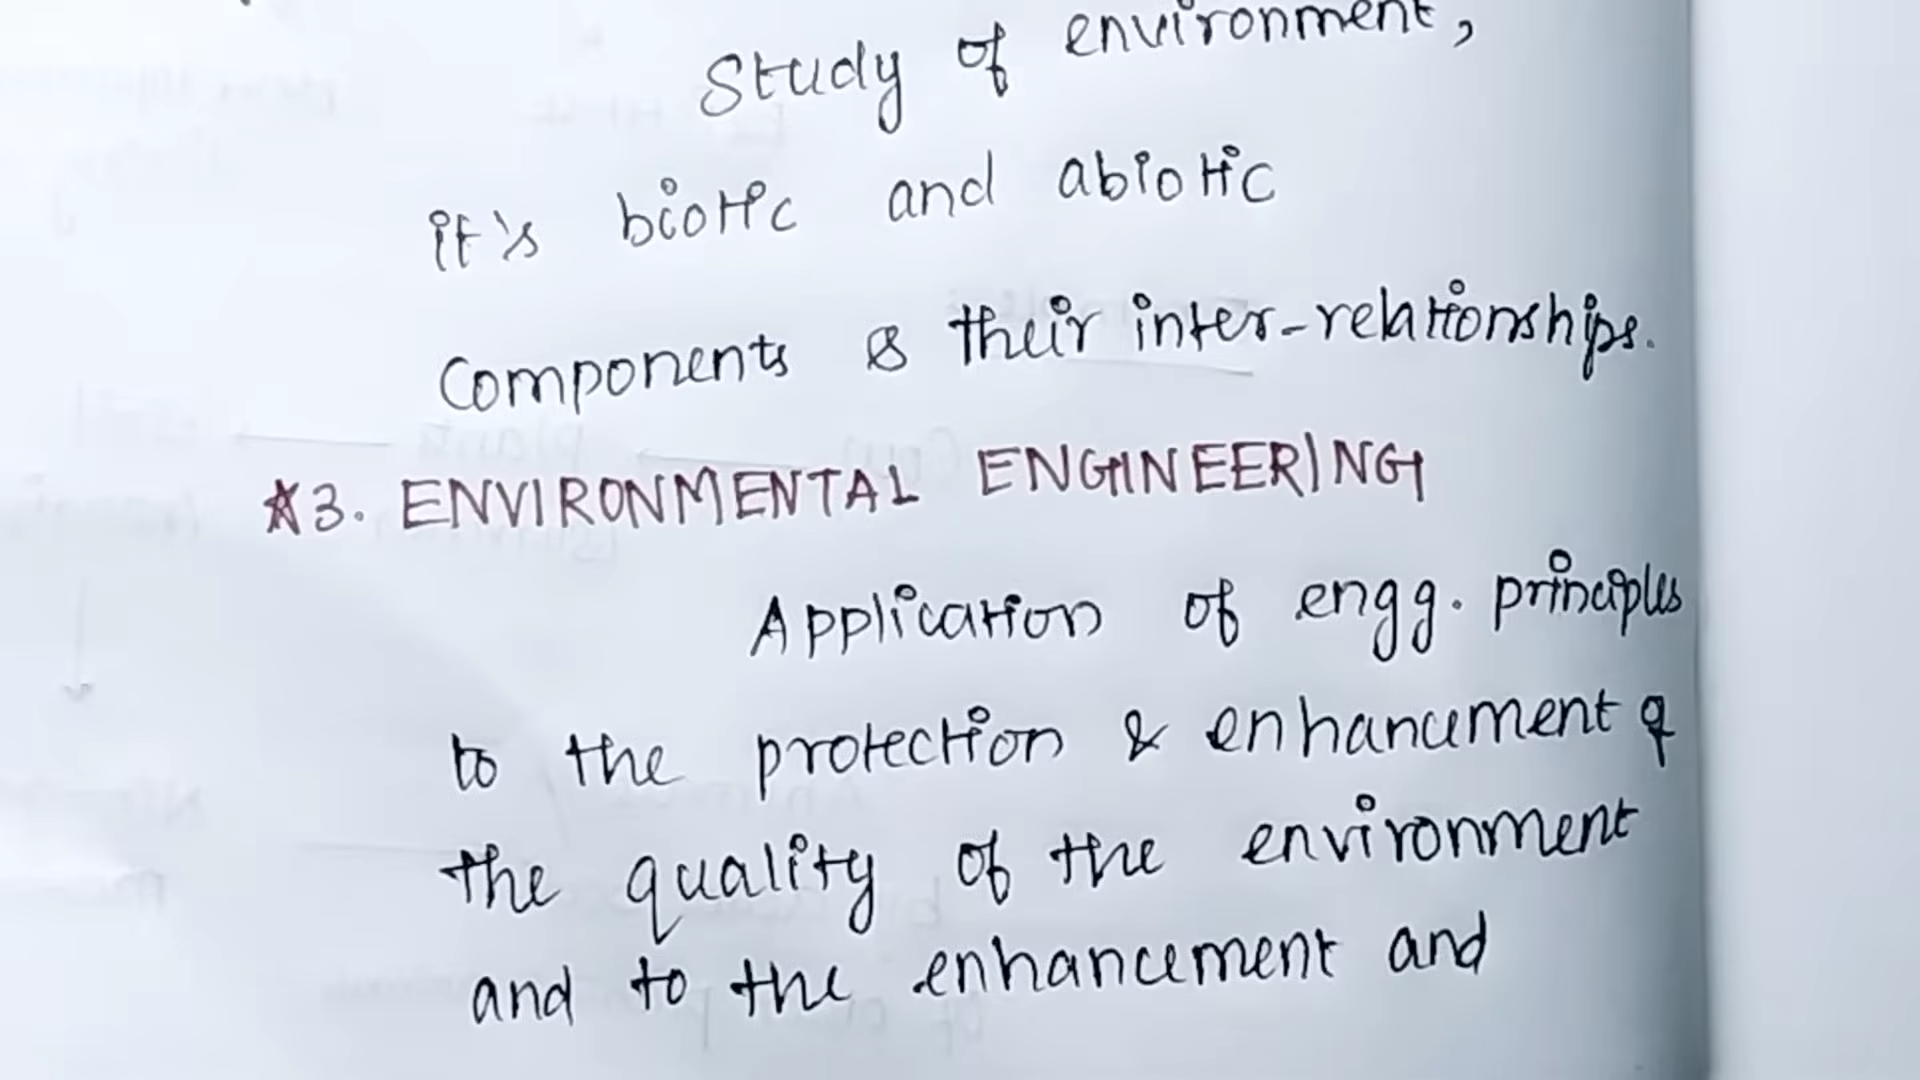 Study of environment,
it's biotic and abiotic
Components & their inter-relationships.
*3. ENVIRONMENTAL ENGINEERING
Application of engg. principles
to the protection & enhancement of
the quality of the environment
and to the enhancement and